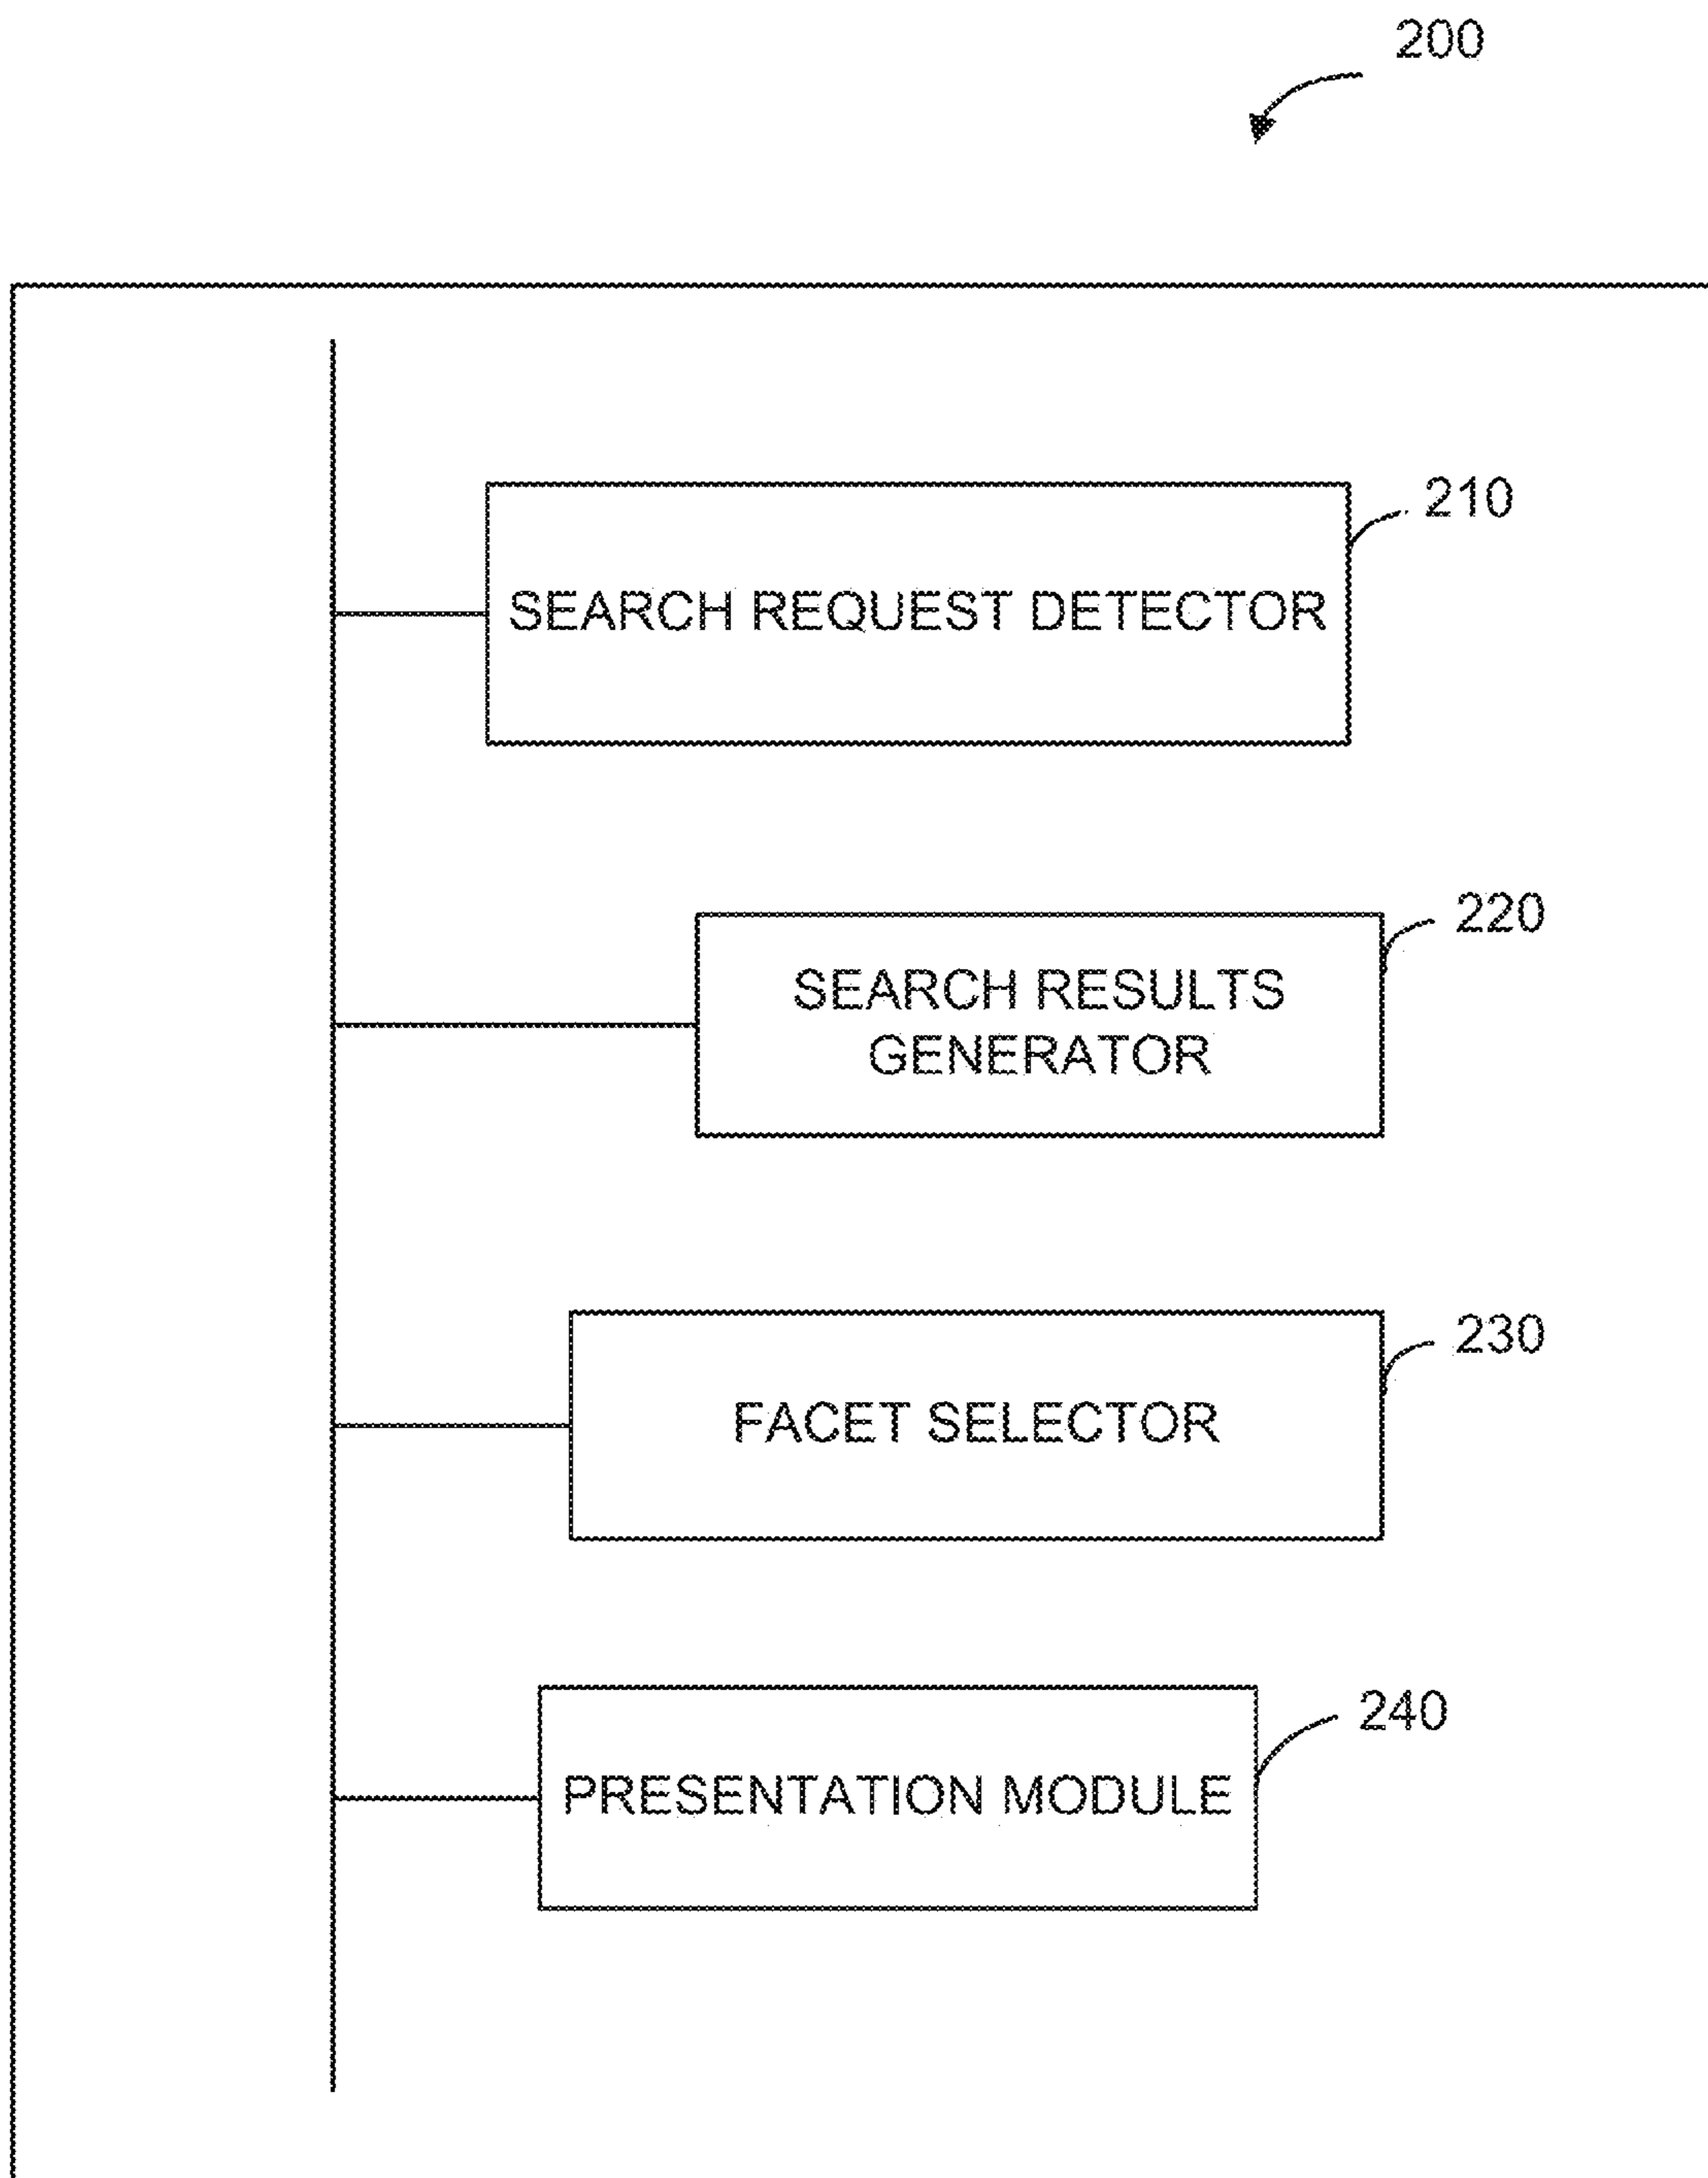 200
210
SEARCH REQUEST DETECTOR
220
SEARCH RESULTS
GENERATOR
230
FACET SELECTOR
240
PRESENTATION MODULE